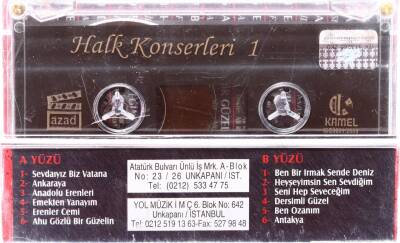 Halk Konserleri 1
azad
GÜZE
KAMEL
A YÜZÜ
1- Sevdayız Biz Vatana
2- Ankaraya
3- Anadolu Erenleri
4- Emekten Yanayım
5- Erenler Cemi
6- Ahu Gözlü Bir Güzelin
Atatürk Bulvarı Ünlü İş Mrk. A-Blok
No: 23 / 26 UNKAPANI / İST.
Tel: (0212) 533 47 75
YOL MÜZİK İ M Ç 6. Blok No: 642
Unkapanı / İSTANBUL
Tel 0212 519 13 63-Fax: 527 98 48
B YÜZÜ
1- Ben Bir Irmak Sende Deniz
2- Heyşeyimsin Sen Sevdiğim
3- Seni Hep Seveceğim
4- Dersimli Güzel
5- Ben Ozanım
6- Antakya